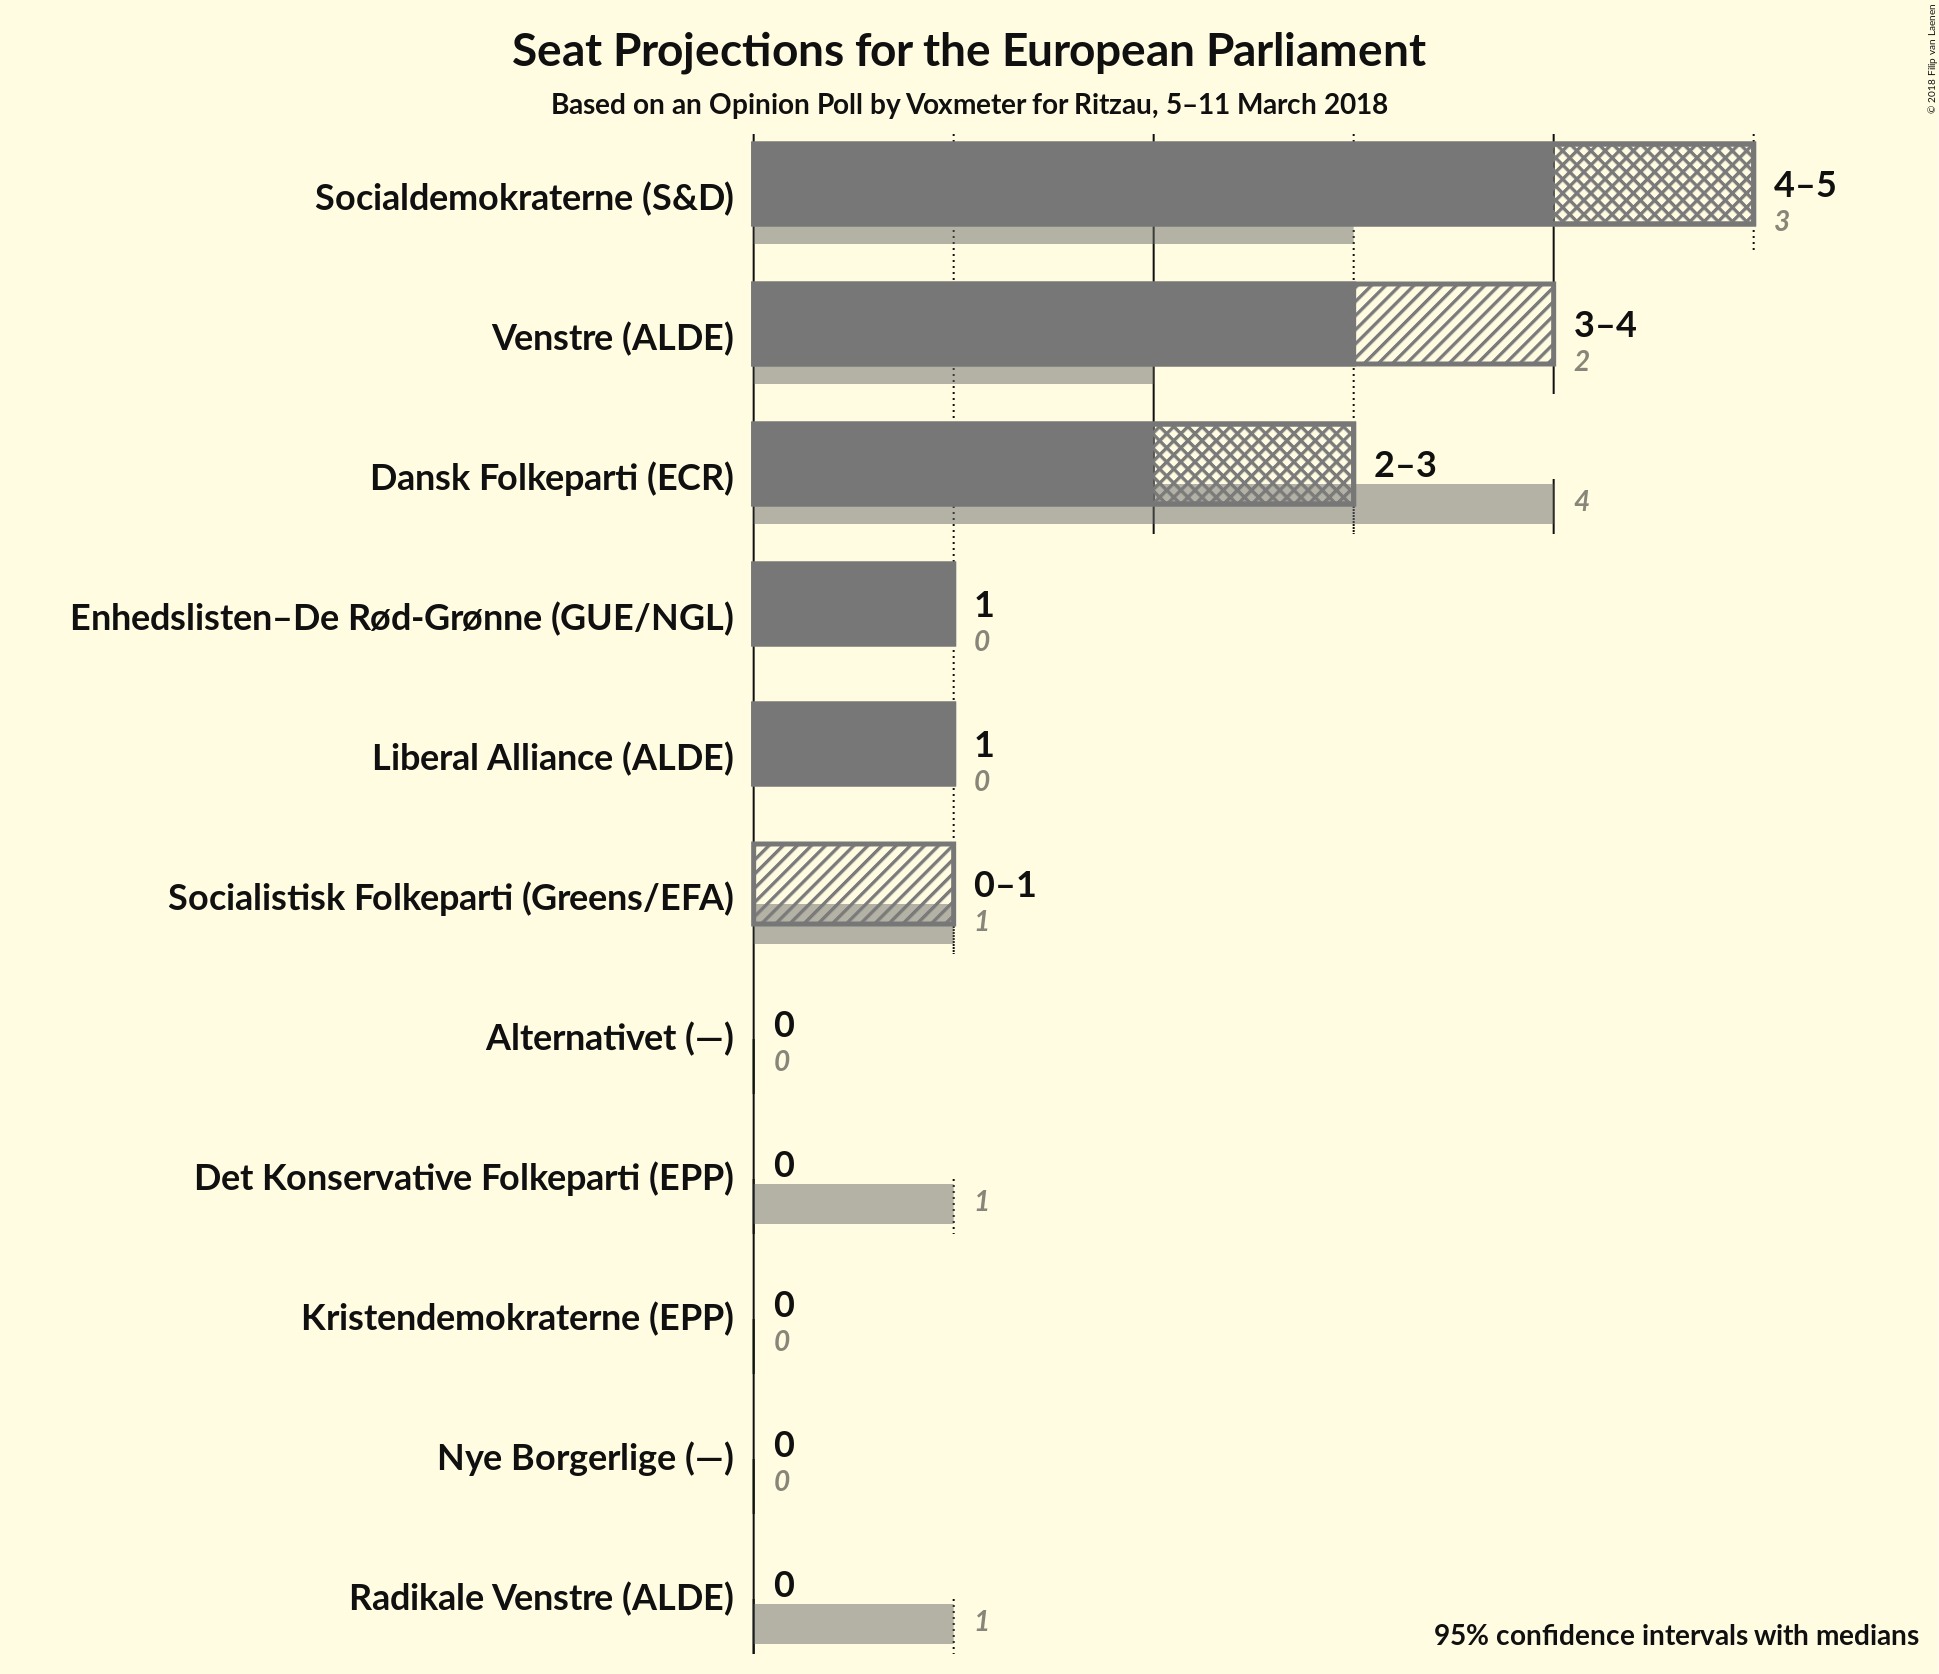 Seat Projections for the European Parliament
Based on an Opinion Poll by Voxmeter for Ritzau, 5–11 March 2018
© 2018 Filip van Laenen
Socialdemokraterne (S&D)
4–5
3
Venstre (ALDE)
3–4
2
Dansk Folkeparti (ECR)
2–3
4
Enhedslisten–De Rød-Grønne (GUE/NGL)
1
0
Liberal Alliance (ALDE)
1
0
Socialistisk Folkeparti (Greens/EFA)
0–1
1
Alternativet (—)
0
0
Det Konservative Folkeparti (EPP)
0
1
Kristendemokraterne (EPP)
0
0
Nye Borgerlige (—)
0
0
Radikale Venstre (ALDE)
0
1
95% confidence intervals with medians